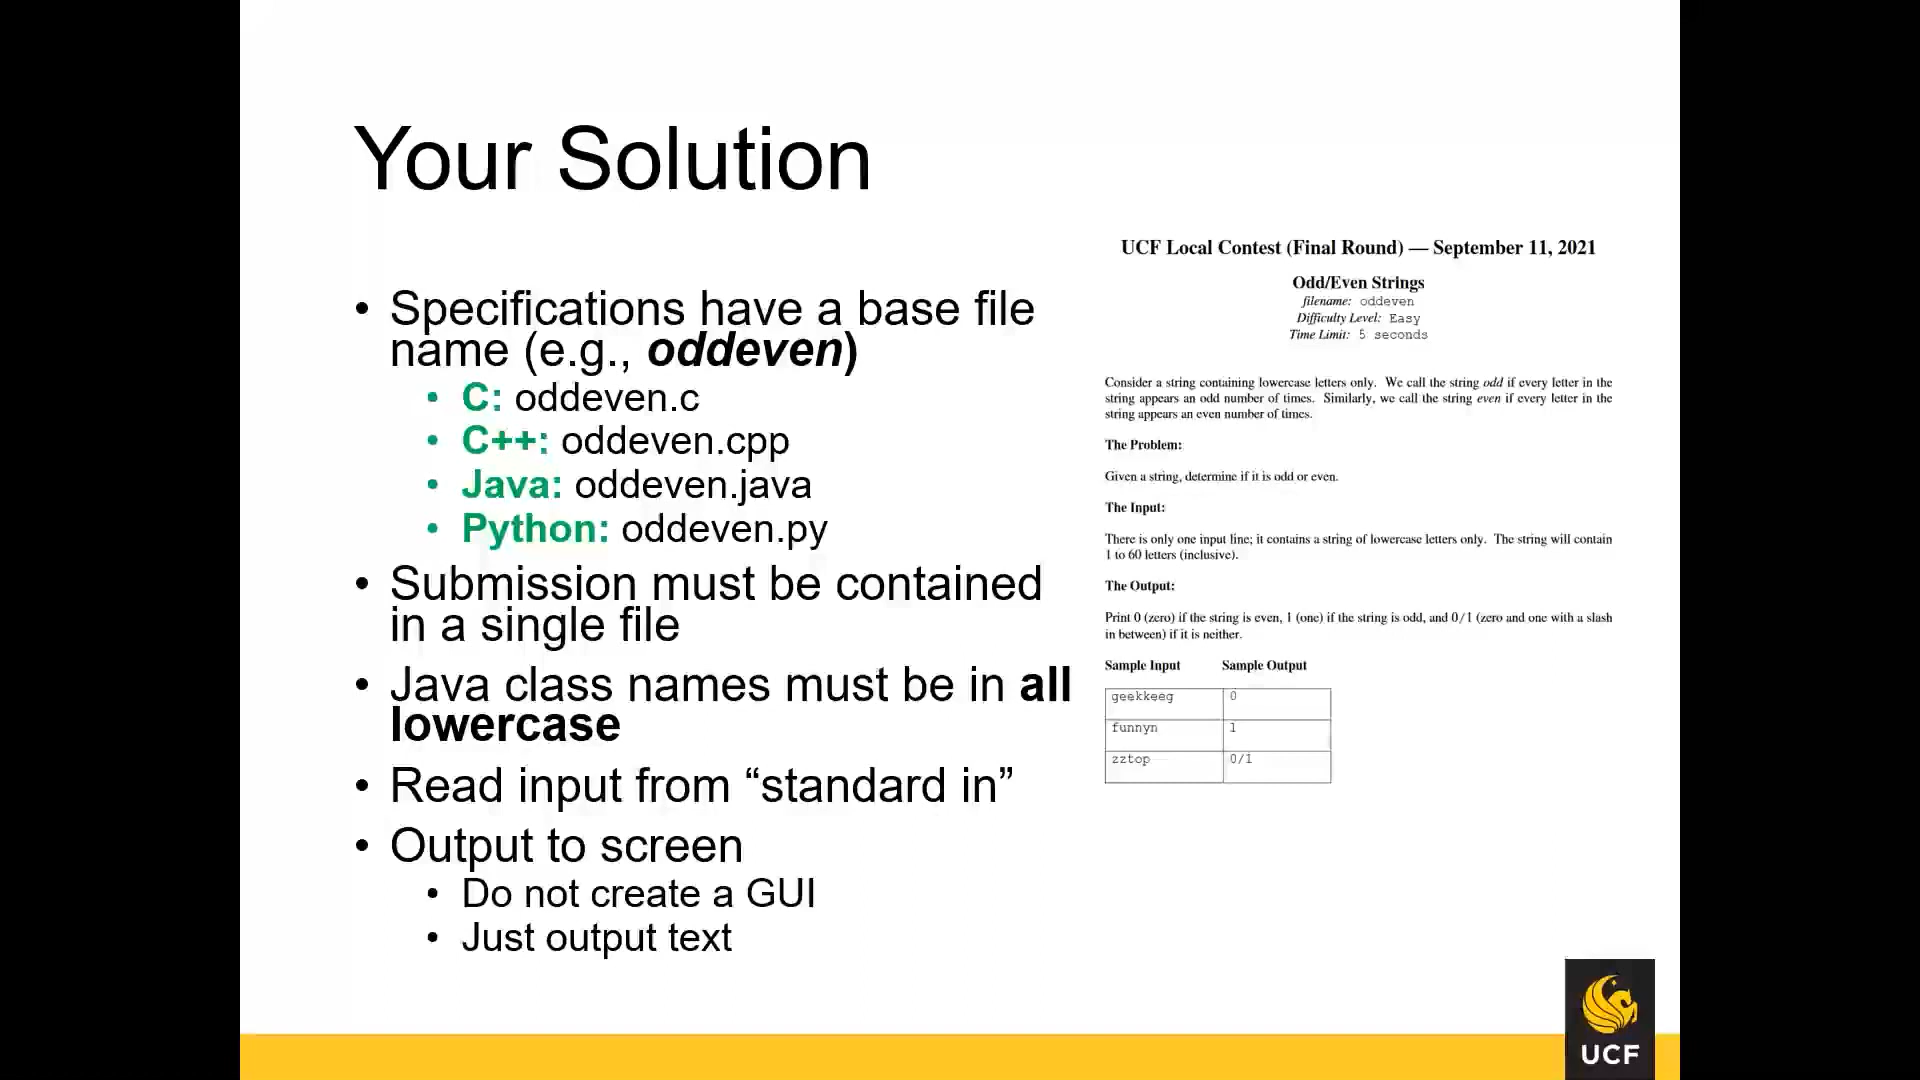 Your Solution
• Specifications have a base file
name (e.g., oddeven)
• C: oddeven.c
• C++: oddeven.cpp
• Java: oddeven.java
• Python: oddeven.py
• Submission must be contained
in a single file
• Java class names must be in all
lowercase
• Read input from “standard in”
• Output to screen
• Do not create a GUI
• Just output text
UCF Local Contest (Final Round) — September 11, 2021
Odd/Even Strings
filename: oddeven
Difficulty Level: Easy
Time Limit: 5 seconds
Consider a string containing lowercase letters only. We call the string odd if every letter in the
string appears an odd number of times. Similarly, we call the string even if every letter in the
string appears an even number of times.
The Problem:
Given a string, determine if it is odd or even.
The Input:
There is only one input line; it contains a string of lowercase letters only. The string will contain
1 to 60 letters (inclusive).
The Output:
Print 0 (zero) if the string is even, 1 (one) if the string is odd, and 0/1 (zero and one with a slash
in between) if it is neither.
Sample Input Sample Output
geekkeeg 0
funnyn 1
zztop 0/1
UCF